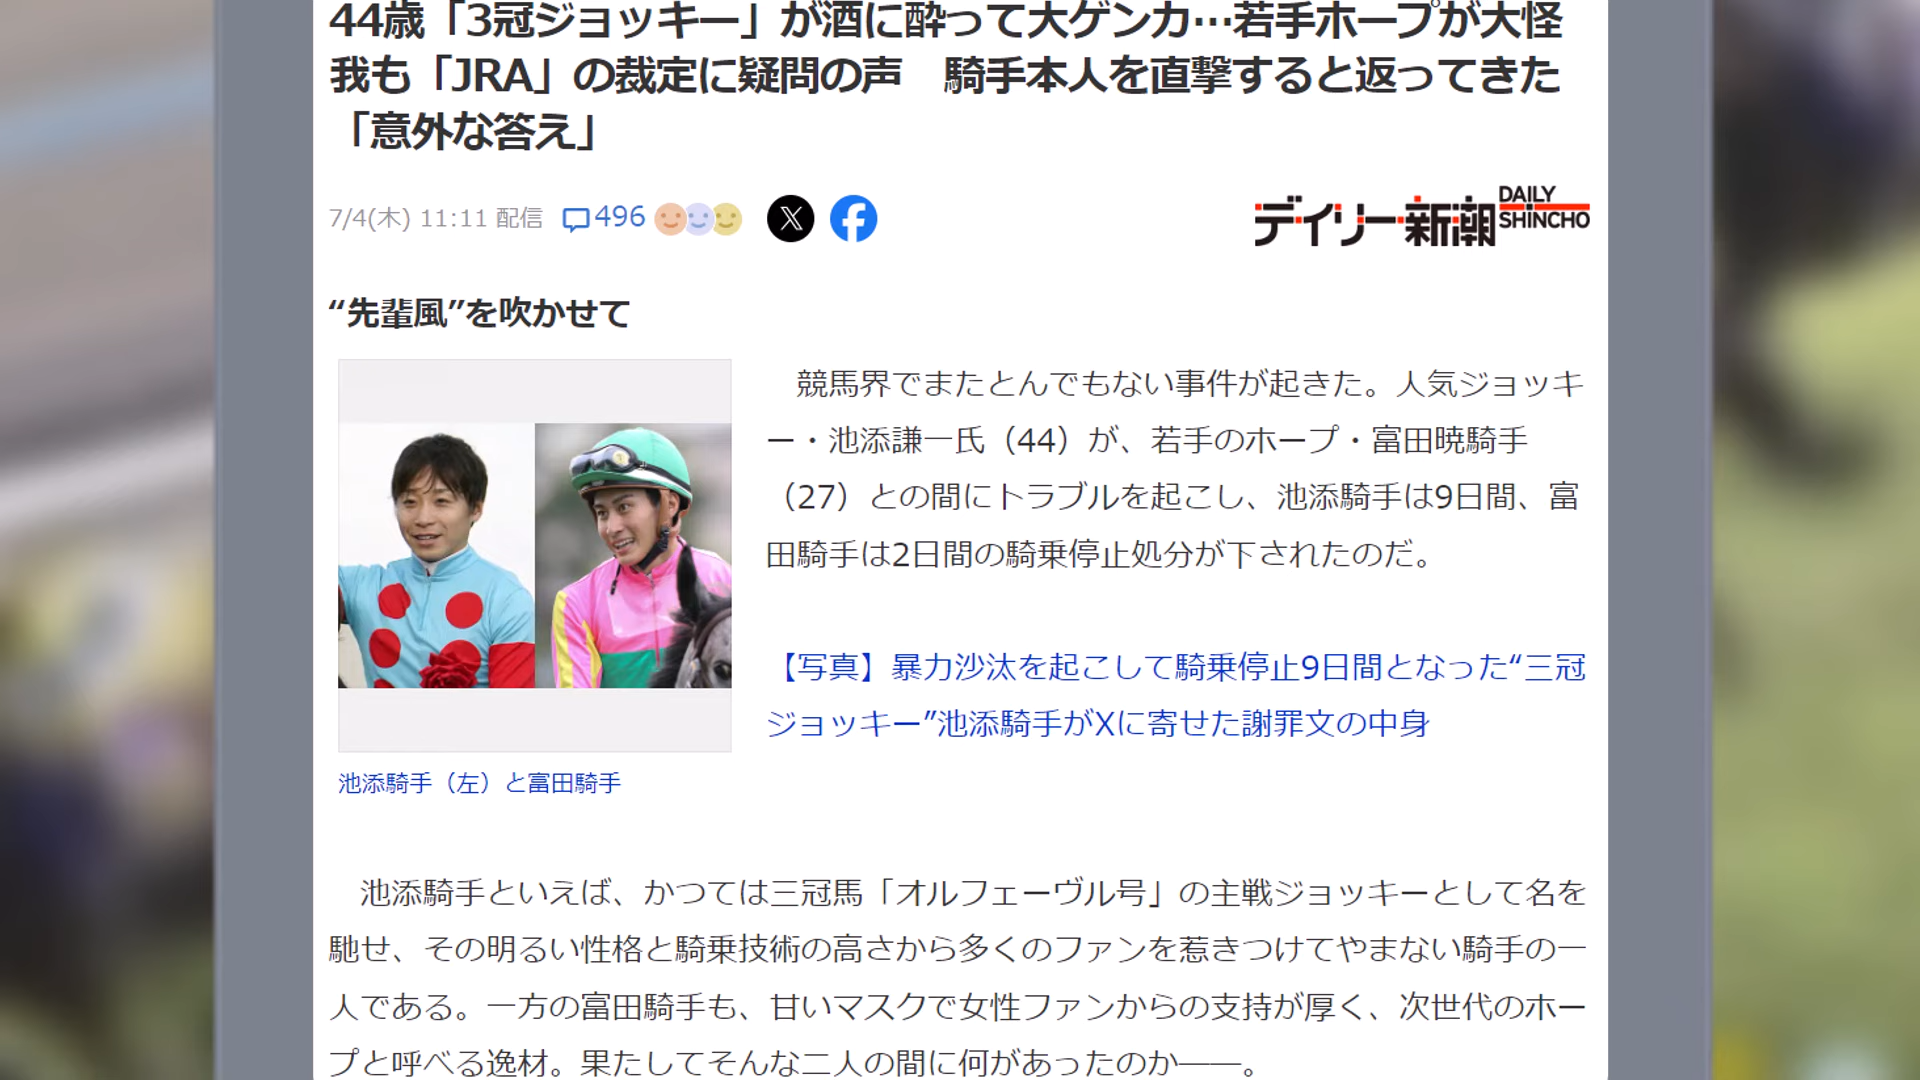 44歳「3冠ジョッキー」が酒に酔って大ゲンカ…若手ホープが大怪
我も「JRA」の裁定に疑問の声　騎手本人を直撃すると返ってきた
「意外な答え」
7/4(木) 11:11 配信
496
デイリー新潮
DAILY
SHINCHO
“先輩風”を吹かせて
競馬界でまたとんでもない事件が起きた。人気ジョッキ
ー・池添謙一氏（44）が、若手のホープ・富田暁騎手
（27）との間にトラブルを起こし、池添騎手は9日間、富
田騎手は2日間の騎乗停止処分が下されたのだ。
【写真】暴力沙汰を起こして騎乗停止9日間となった“三冠
ジョッキー”池添騎手がXに寄せた謝罪文の中身
池添騎手（左）と富田騎手
池添騎手といえば、かつては三冠馬「オルフェーヴル号」の主戦ジョッキーとして名を
馳せ、その明るい性格と騎乗技術の高さから多くのファンを惹きつけてやまない騎手の一
人である。一方の富田騎手も、甘いマスクで女性ファンからの支持が厚く、次世代のホー
プと呼べる逸材。果たしてそんな二人の間に何があったのか――。